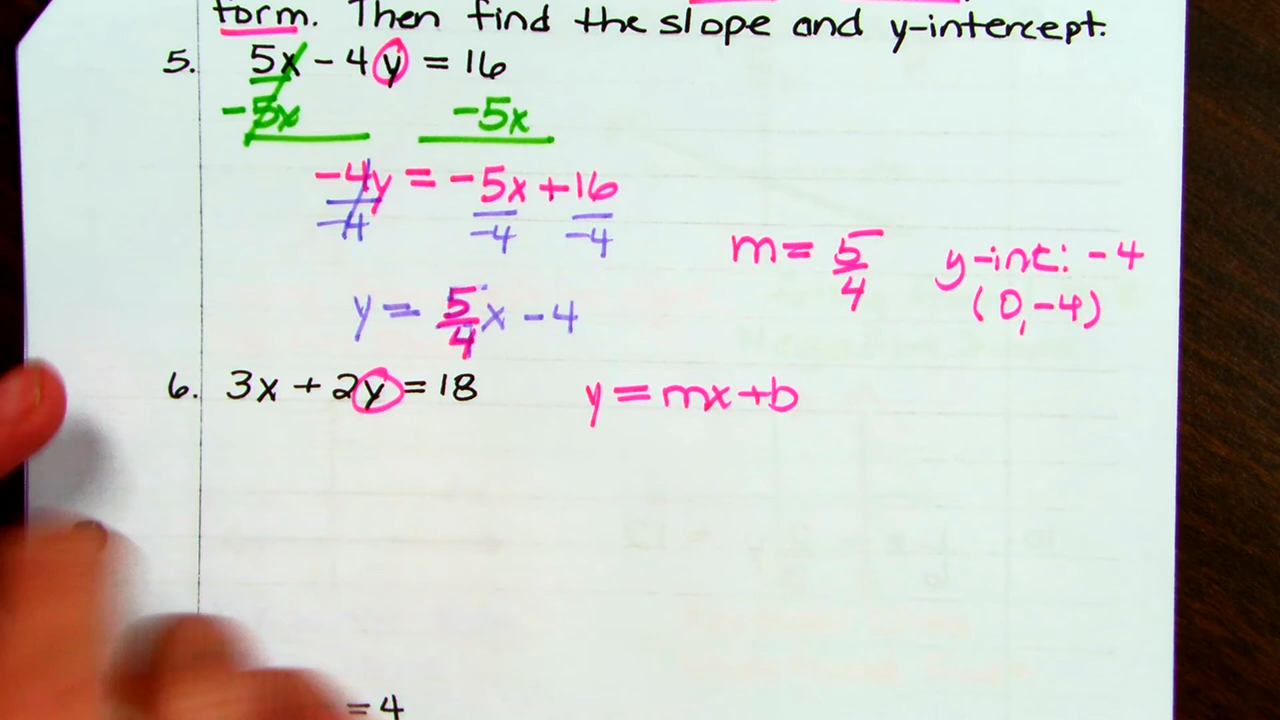 form. Then find the slope and y-intercept.
5. 5x - 4y = 16
-5x -5x
-4y = -5x + 16
-4 -4 -4
y = 5/4 x - 4
m = 5/4 y-int: -4
(0, -4)
6. 3x + 2y = 18 y = mx + b
= 4